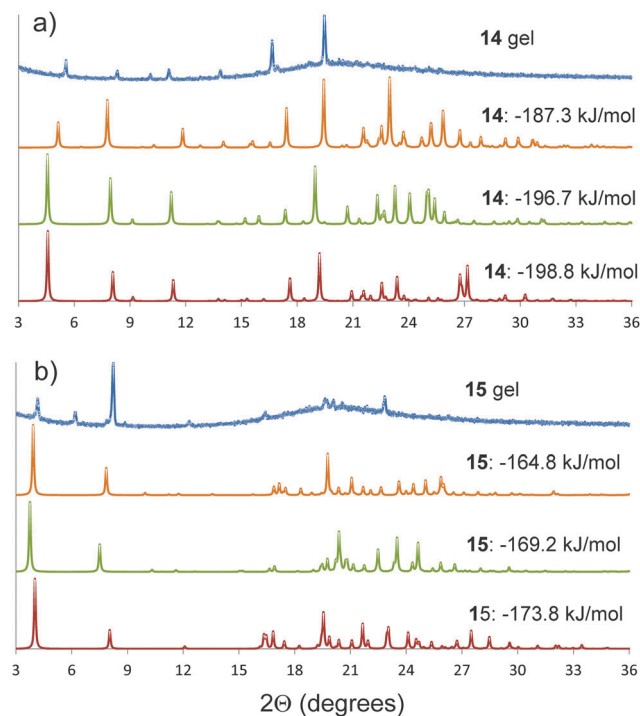 a)
14 gel
14: -187.3 kJ/mol
14: -196.7 kJ/mol
14: -198.8 kJ/mol
3 6 9 12 15 18 21 24 27 30 33 36
b)
15 gel
15: -164.8 kJ/mol
15: -169.2 kJ/mol
15: -173.8 kJ/mol
3 6 9 12 15 18 21 24 27 30 33 36
2Θ (degrees)